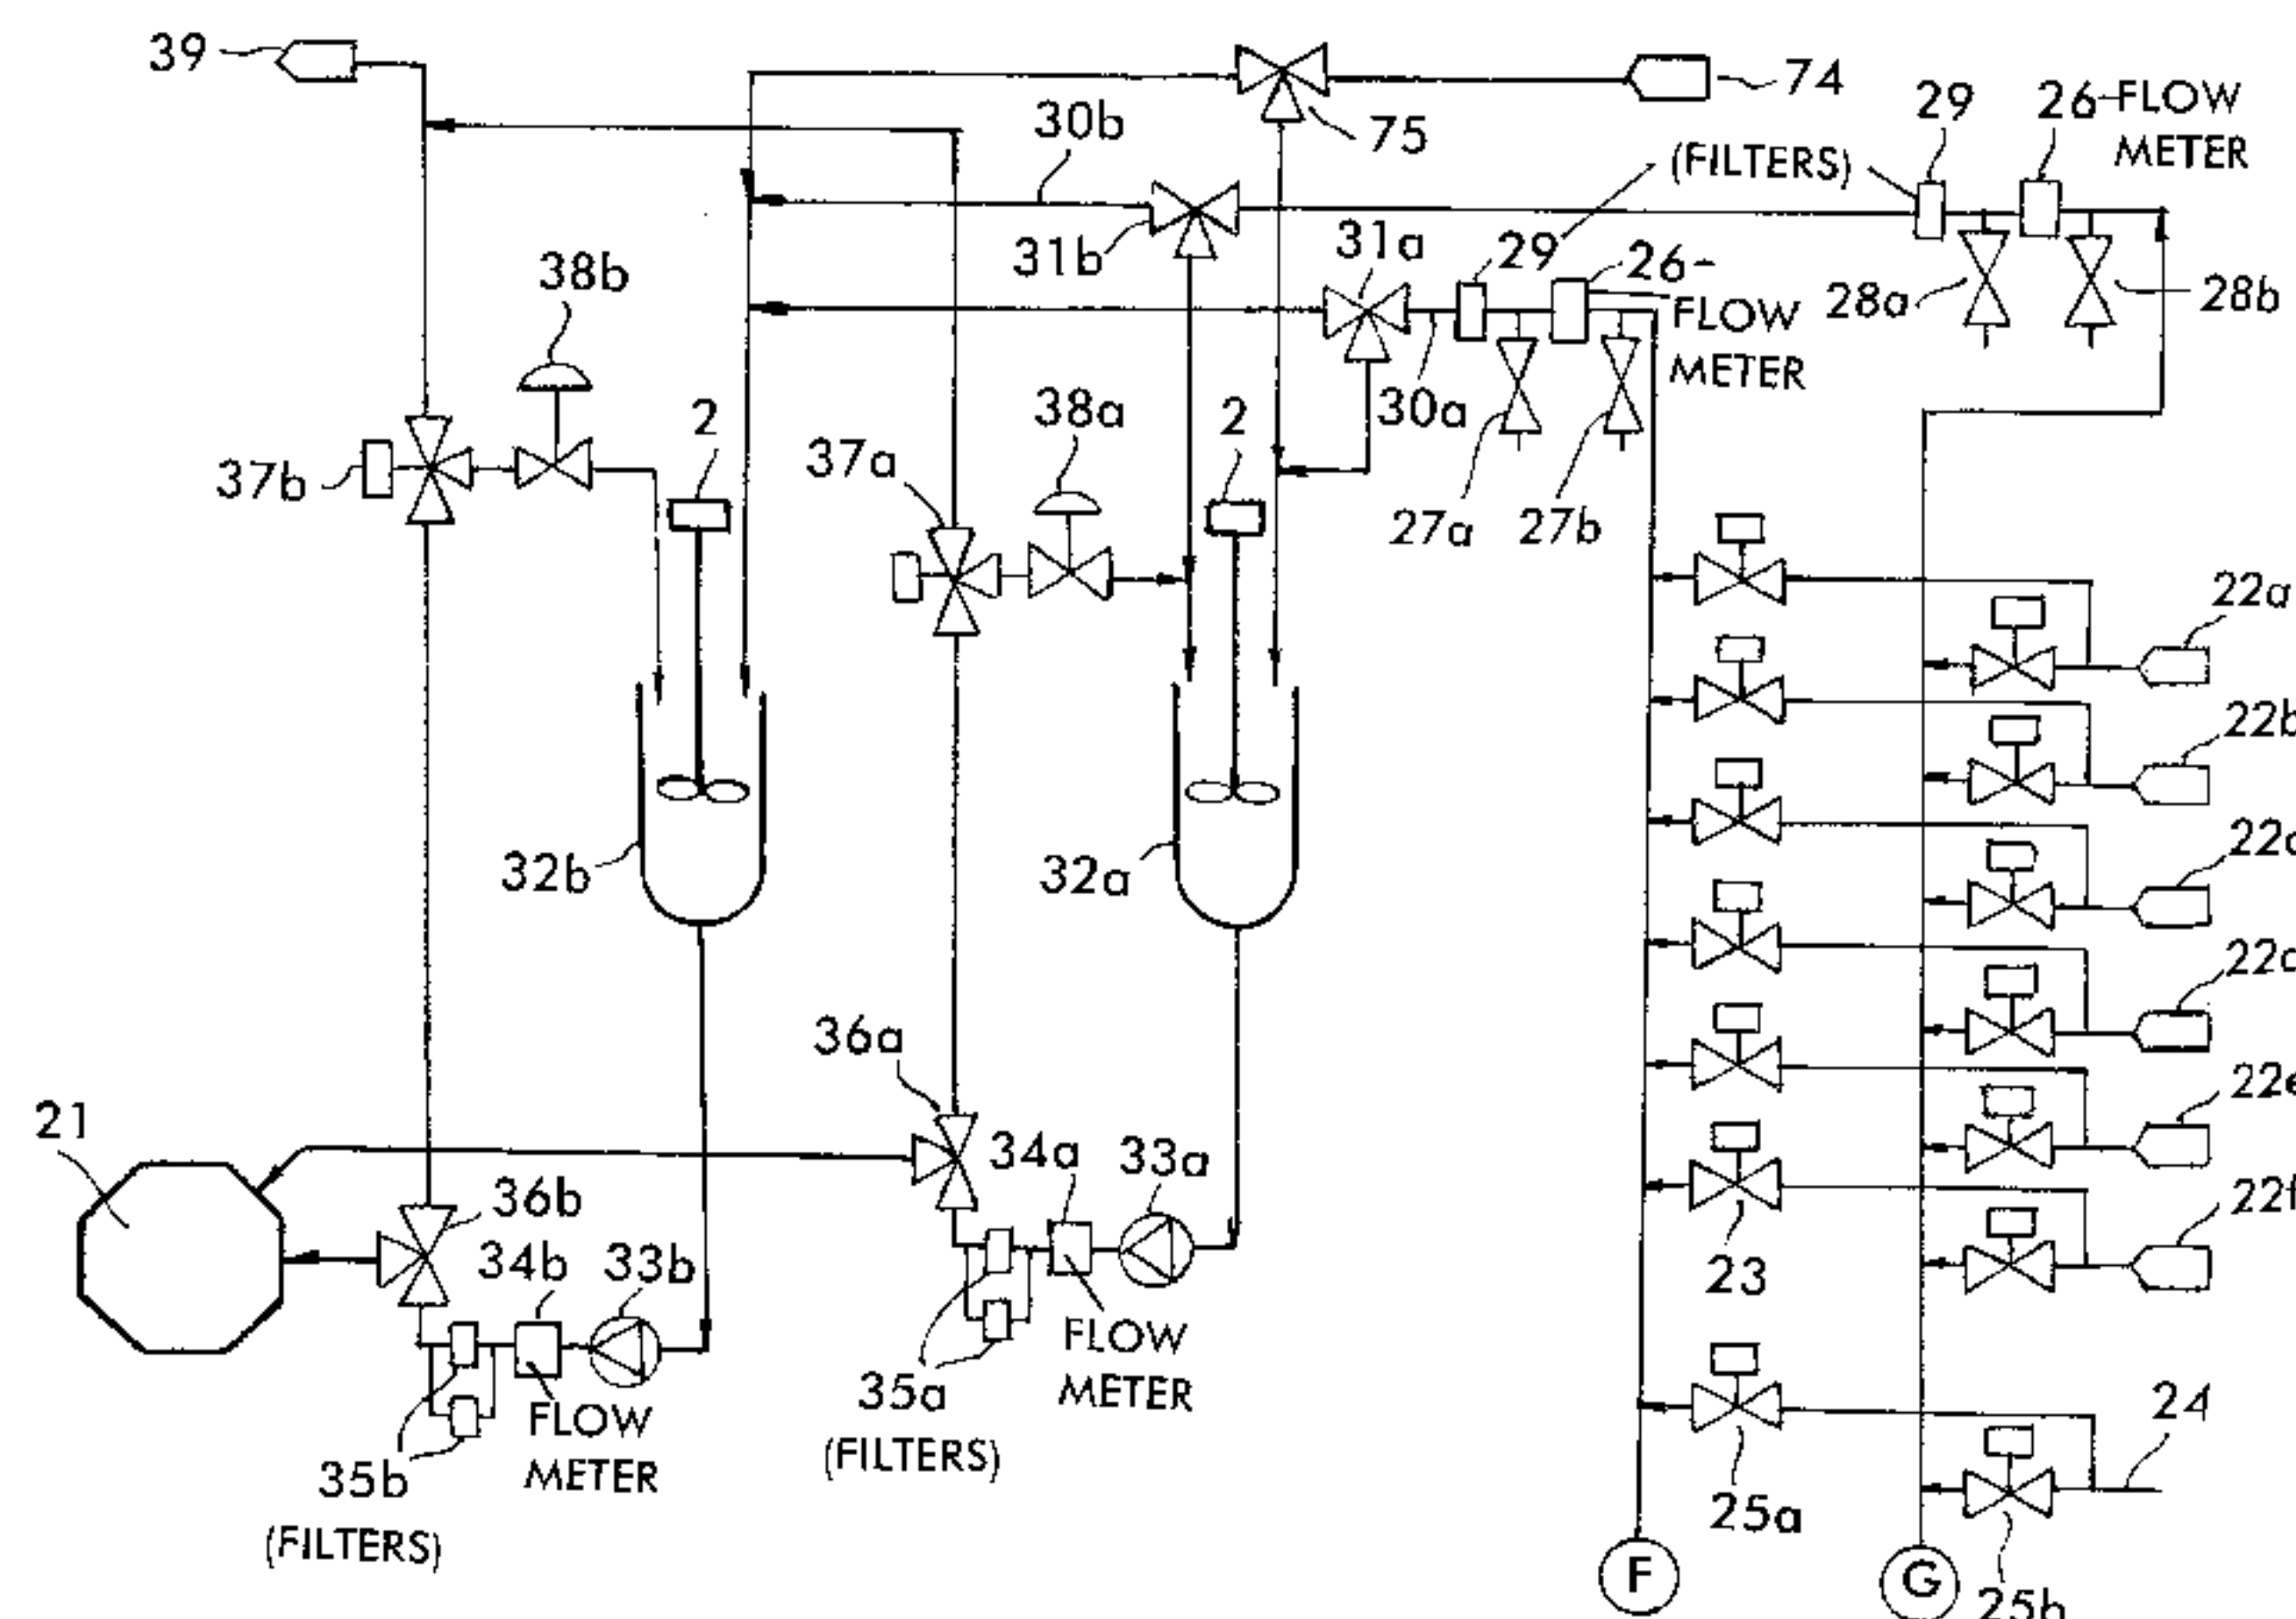 39
74
75
30b
29
26
FLOW
METER
(FILTERS)
31b
31a
29
26
FLOW
METER
28a
28b
38b
30a
27a
27b
37b
2
37a
38a
2
22a
22b
32b
32a
36a
22e
21
36b
34a
33a
34b
33b
23
FLOW
METER
35a
(FILTERS)
FLOW
METER
35b
(FILTERS)
24
25a
F
G
25b